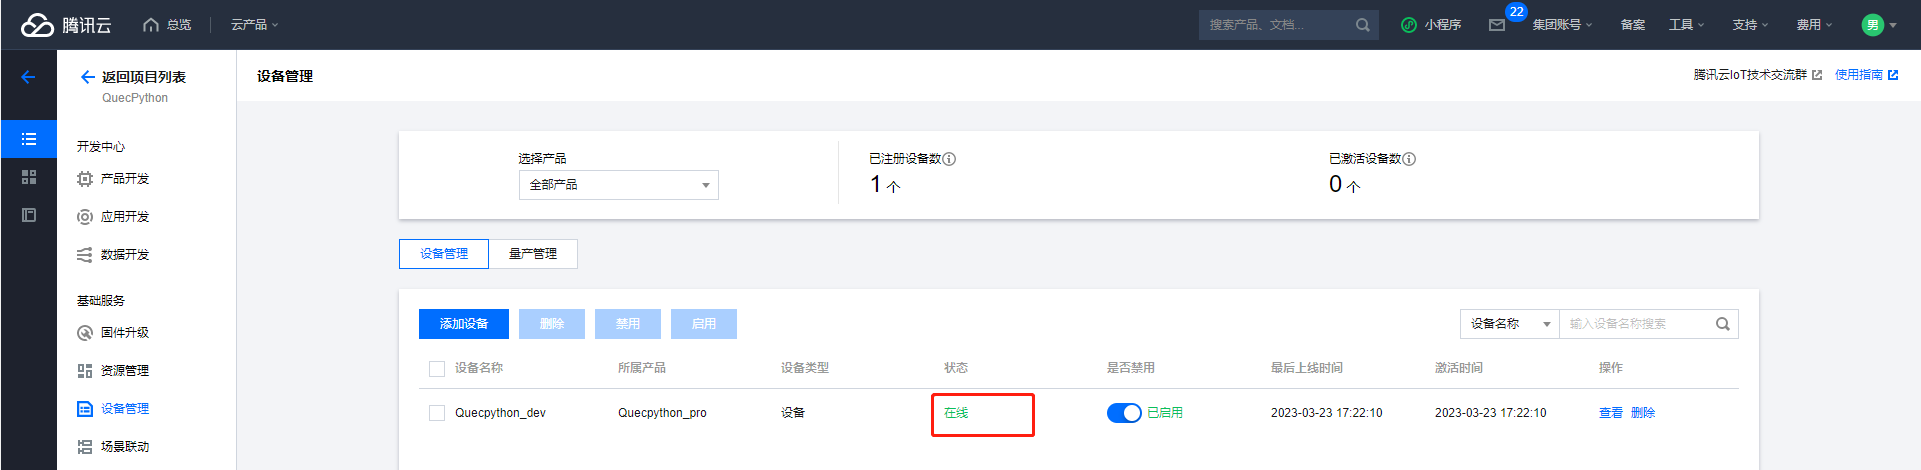 腾讯云
总览
云产品
搜索产品、文档...
小程序
22
集团账号
备案
工具
支持
费用
男
返回项目列表
QuecPython
开发中心
产品开发
应用开发
数据开发
基础服务
固件升级
资源管理
设备管理
场景联动
设备管理
腾讯云IoT技术交流群
使用指南
选择产品
全部产品
已注册设备数
1 个
已激活设备数
0 个
设备管理
量产管理
添加设备
删除
禁用
启用
设备名称
输入设备名称搜索
设备名称 所属产品 设备类型 状态 是否禁用 最后上线时间 激活时间 操作
Quecpython_dev Quecpython_pro 设备 在线 已启用 2023-03-23 17:22:10 2023-03-23 17:22:10 查看 删除